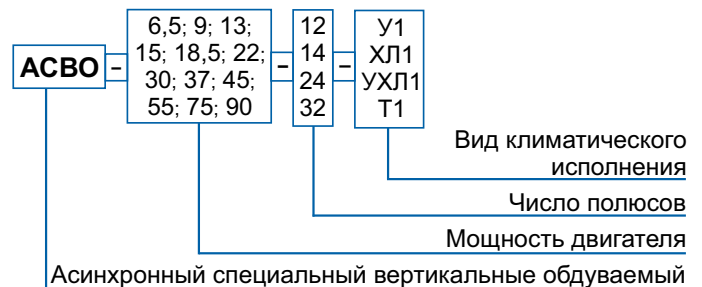 АСВО – 6,5; 9; 13; 15; 18,5; 22; 30; 37; 45; 55; 75; 90 – 12 14 24 32 – У1 ХЛ1 УХЛ1 Т1
Вид климатического
исполнения
Число полюсов
Мощность двигателя
Асинхронный специальный вертикальные обдуваемый